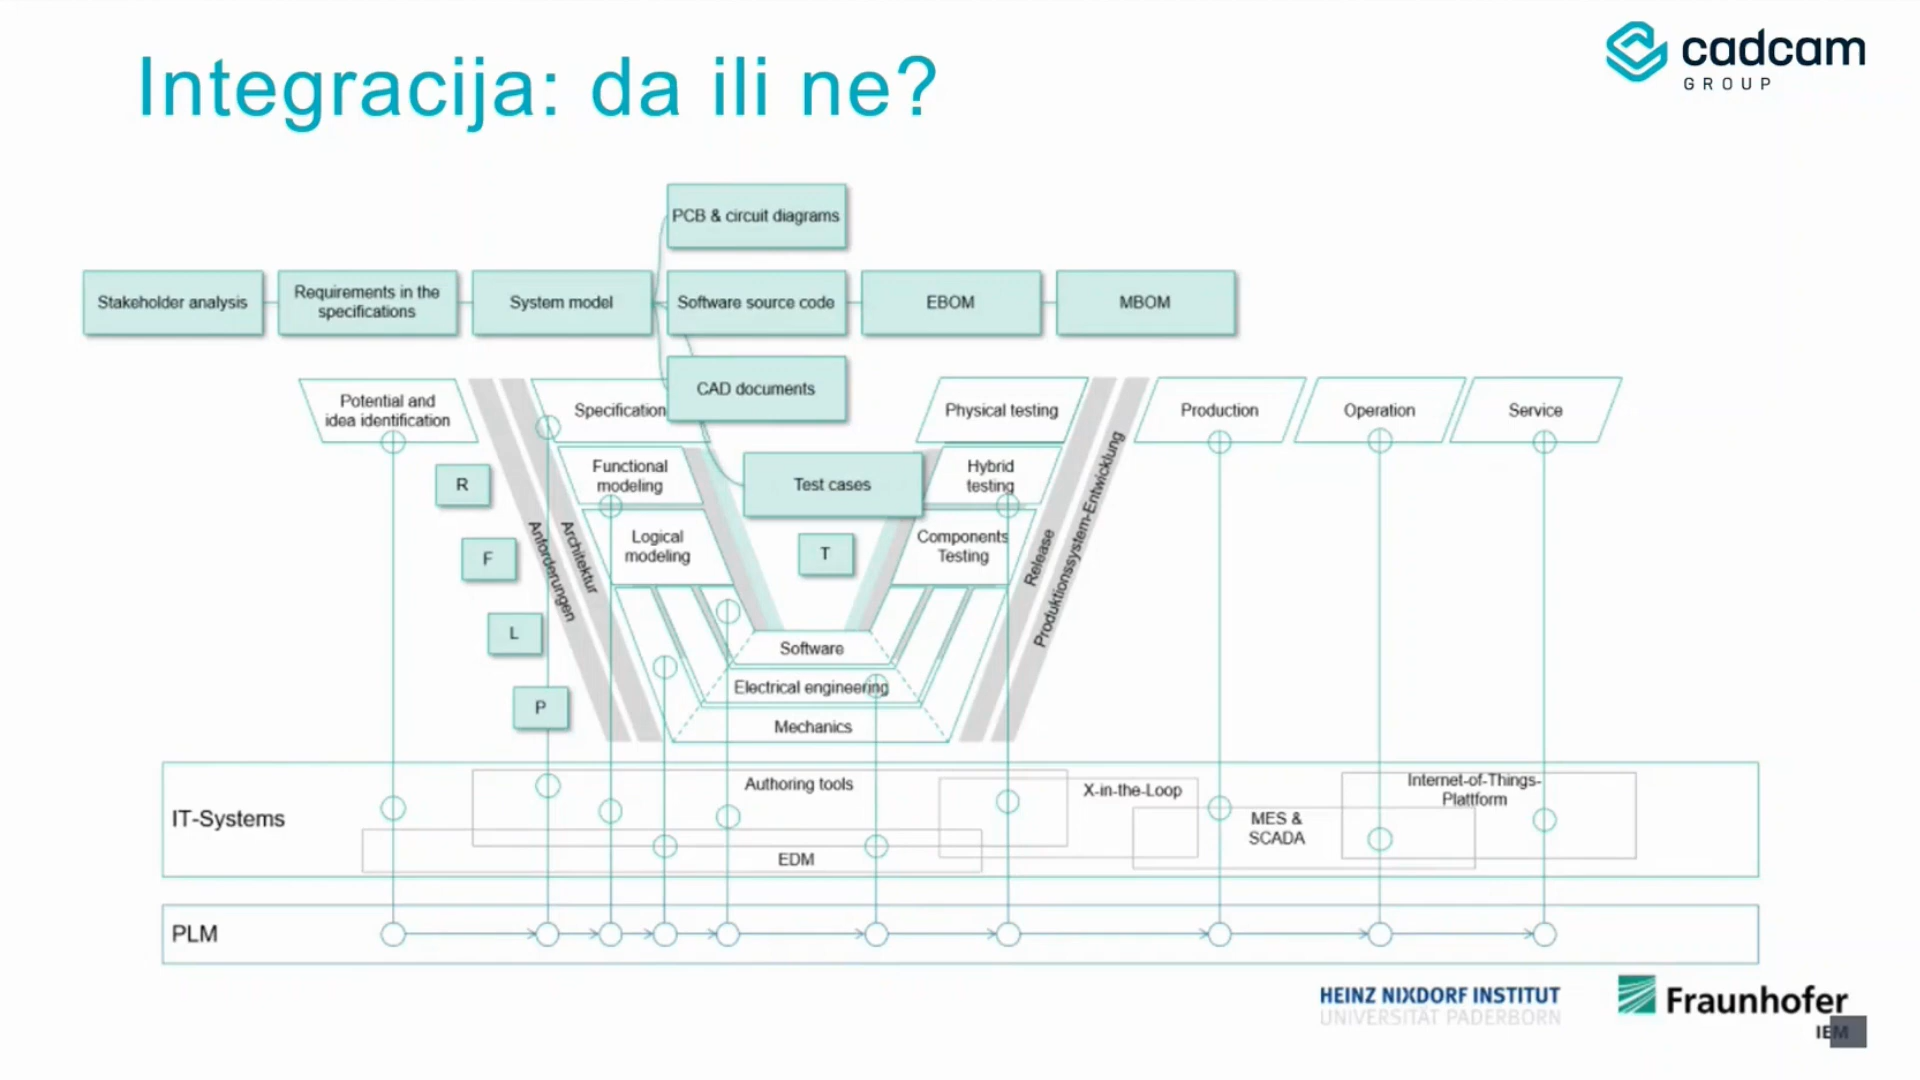 Integracija: da ili ne?
cadcam
GROUP
PCB & circuit diagrams
Stakeholder analysis
Requirements in the
specifications
System model
Software source code
EBOM
MBOM
CAD documents
Potential and
idea identification
Specification
Physical testing
Production
Operation
Service
R
Functional
modeling
Test cases
Hybrid
testing
F
Anforderungen
Architektur
Logical
modeling
T
Components
Testing
Release
Produktionssystem-Entwicklung
L
Software
P
Electrical engineering
Mechanics
IT-Systems
Authoring tools
X-in-the-Loop
Internet-of-Things-
Plattform
MES &
SCADA
EDM
PLM
HEINZ NIXDORF INSTITUT
UNIVERSITÄT PADERBORN
Fraunhofer
IEM